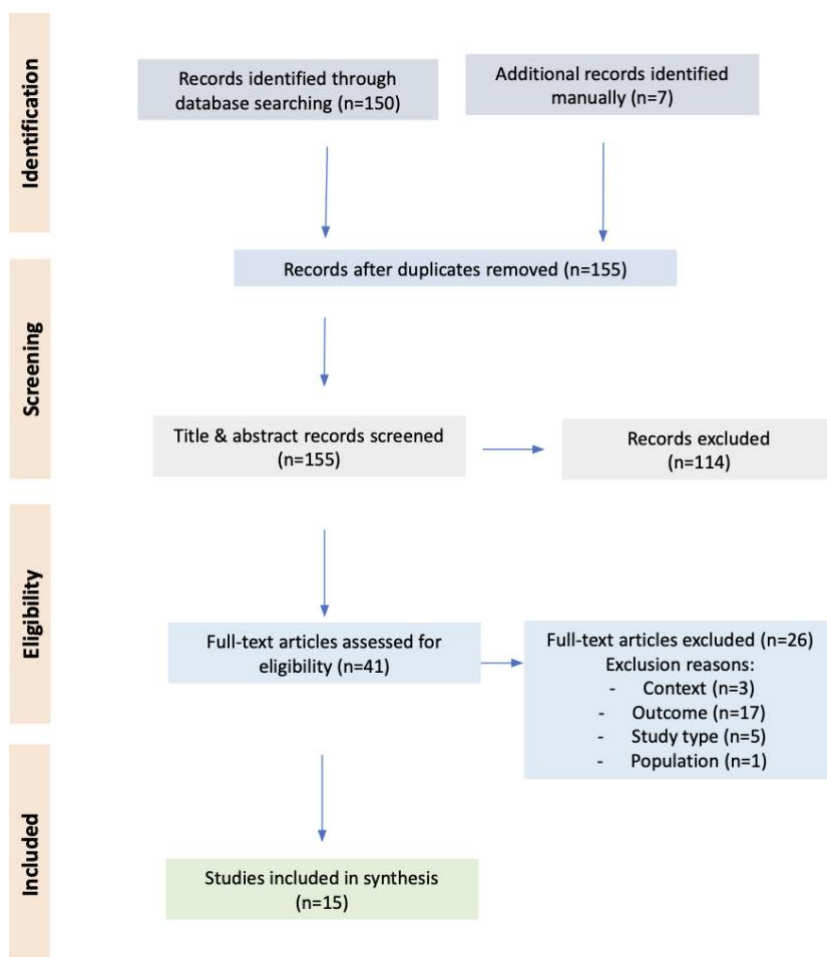 Identification
Records identified through
database searching (n=150)
Additional records identified
manually (n=7)
Records after duplicates removed (n=155)
Screening
Title & abstract records screened
(n=155)
Records excluded
(n=114)
Eligibility
Full-text articles assessed for
eligibility (n=41)
Full-text articles excluded (n=26)
Exclusion reasons:
- Context (n=3)
- Outcome (n=17)
- Study type (n=5)
- Population (n=1)
Included
Studies included in synthesis
(n=15)